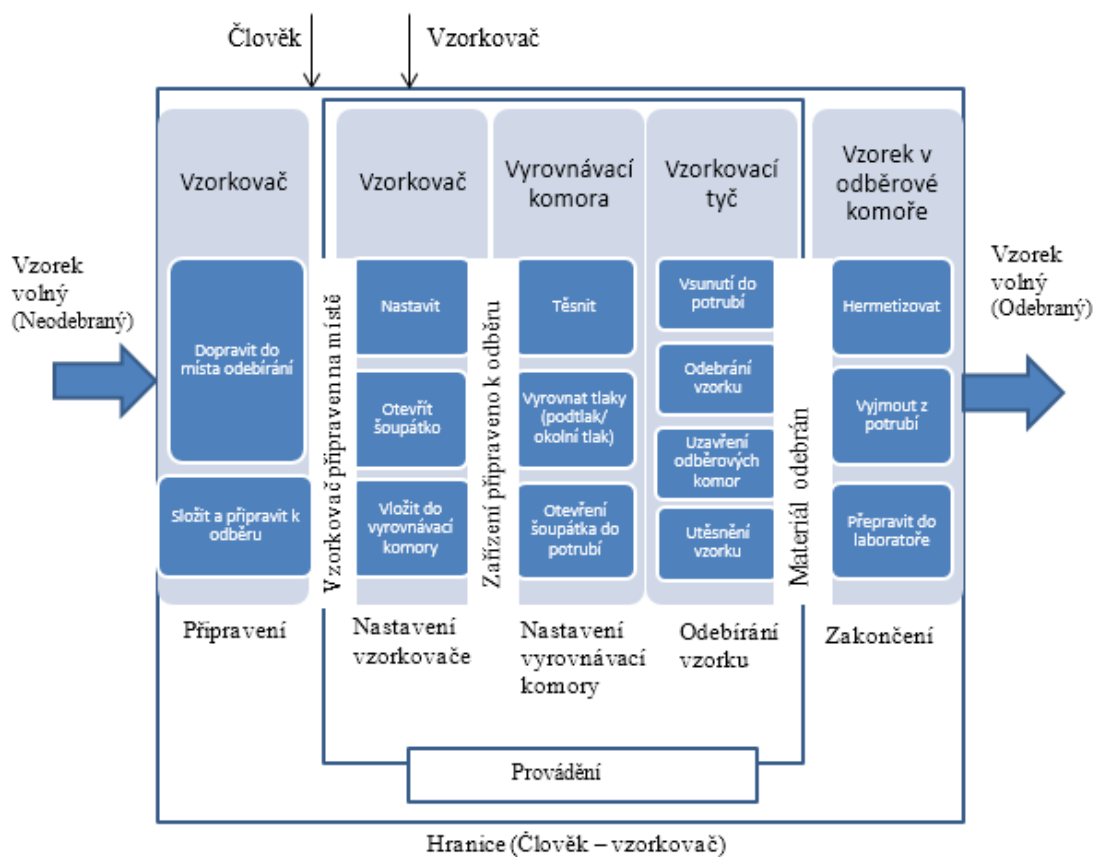 Člověk
Vzorkovač
Vzorek
volný
(Neodebraný)
Vzorkovač
Dopravit do
místa odebírání
Složit a připravit k
odběru
Připravení
Vzorkovač připraven na místě
Vzorkovač
Nastavit
Otevřít
šoupátko
Vložit do
vyrovnávací
komory
Nastavení
vzorkovače
Zařízení připraveno k odběru
Vyrovnávací
komora
Těsnit
Vyrovnat tlaky
(podtlak/
okolní tlak)
Otevření
šoupátka do
potrubí
Nastavení
vyrovnávací
komory
Vzorkovací
tyč
Vsunutí do
potrubí
Odebrání
vzorku
Uzavření
odběrových
komor
Utěsnění
vzorku
Odebírání
vzorku
Materiál odebrán
Vzorek v
odběrové
komoře
Hermetizovat
Vyjmout z
potrubí
Přepravit do
laboratoře
Zakončení
Vzorek
volný
(Odebraný)
Provádění
Hranice (Člověk – vzorkovač)